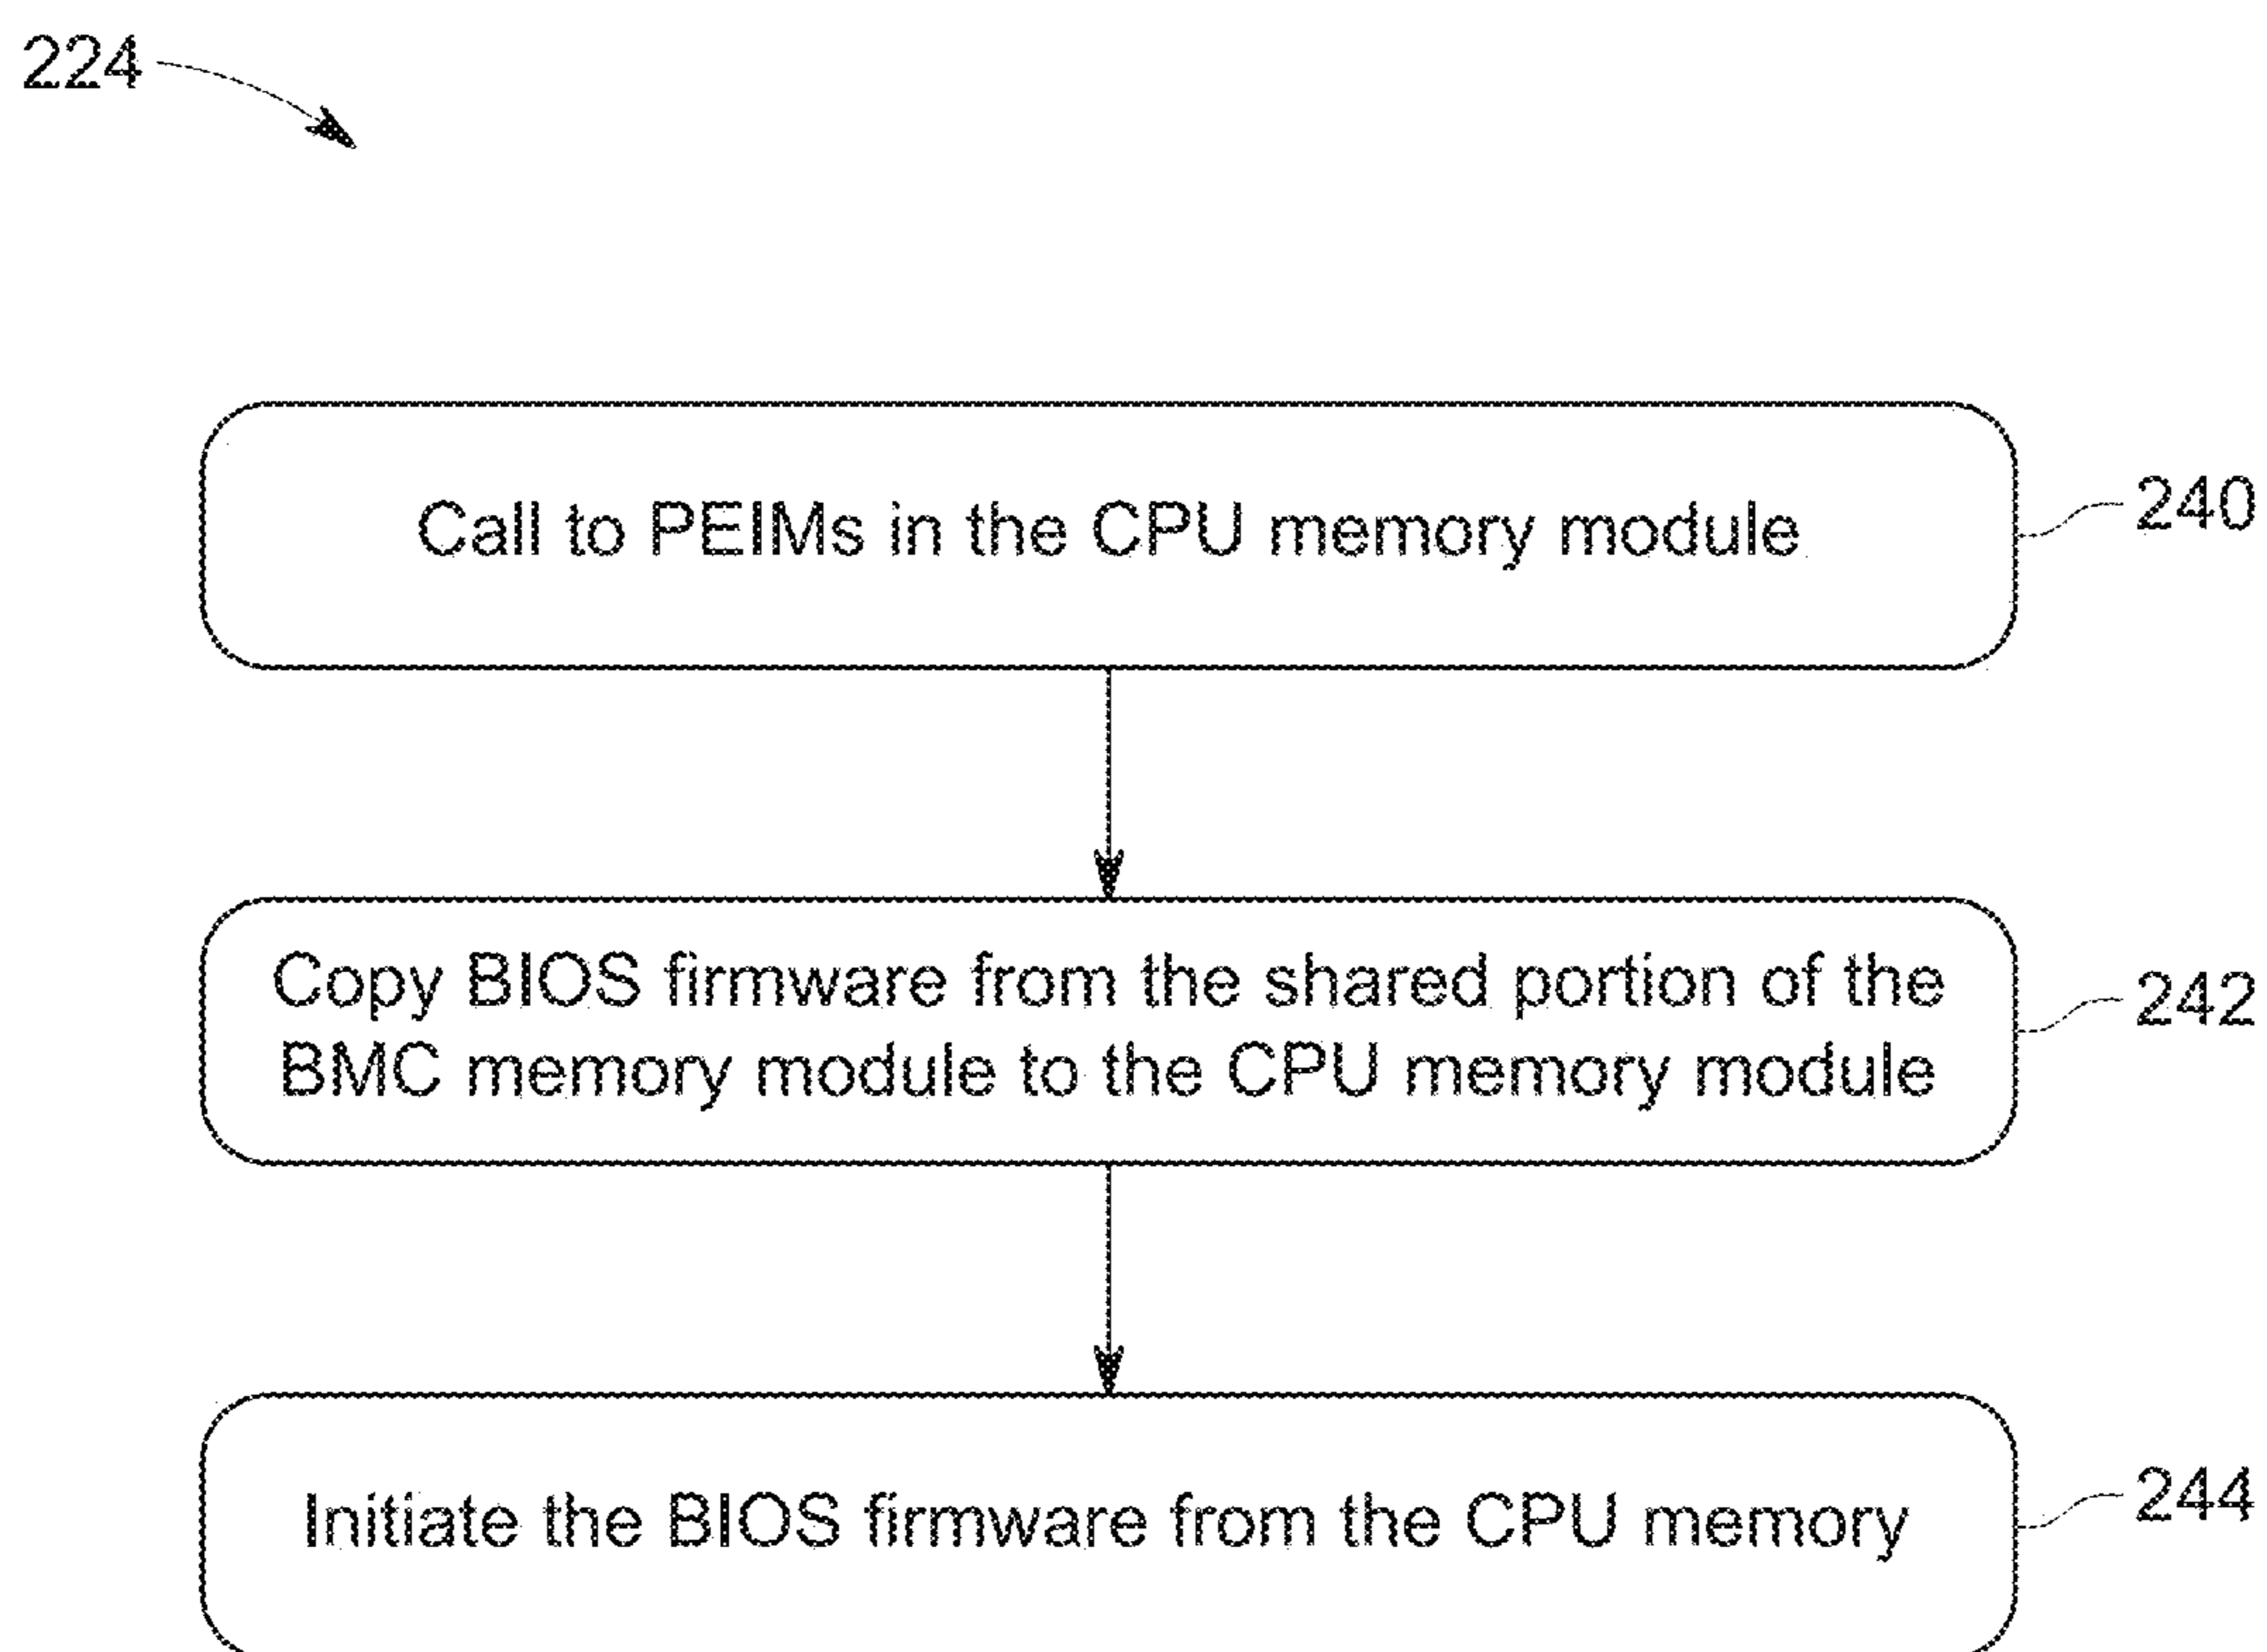 224
Call to PEIMs in the CPU memory module
240
Copy BIOS firmware from the shared portion of the
BMC memory module to the CPU memory module
242
Initiate the BIOS firmware from the CPU memory
244